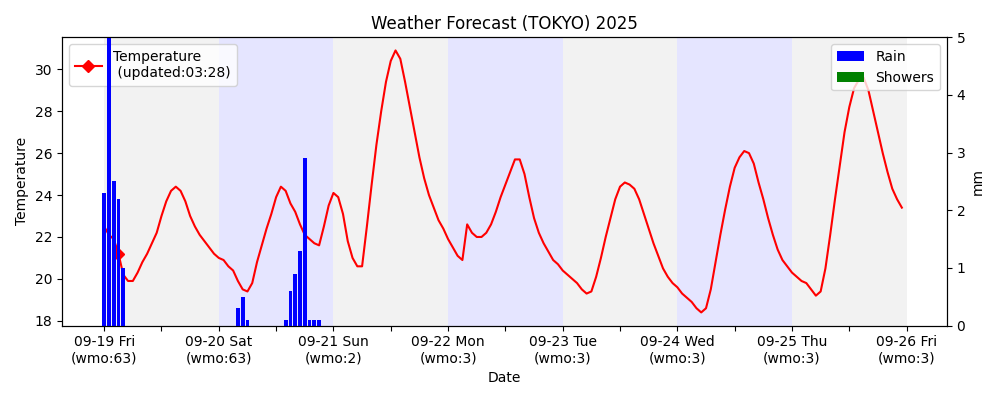 Weather Forecast (TOKYO) 2025
Temperature
(updated:03:28)
Rain
Showers
Temperature
30
28
26
24
22
20
18
5
4
3
2
1
0
mm
09-19 Fri
(wmo:63)
09-20 Sat
(wmo:63)
09-21 Sun
(wmo:2)
09-22 Mon
(wmo:3)
09-23 Tue
(wmo:3)
09-24 Wed
(wmo:3)
09-25 Thu
(wmo:3)
09-26 Fri
(wmo:3)
Date